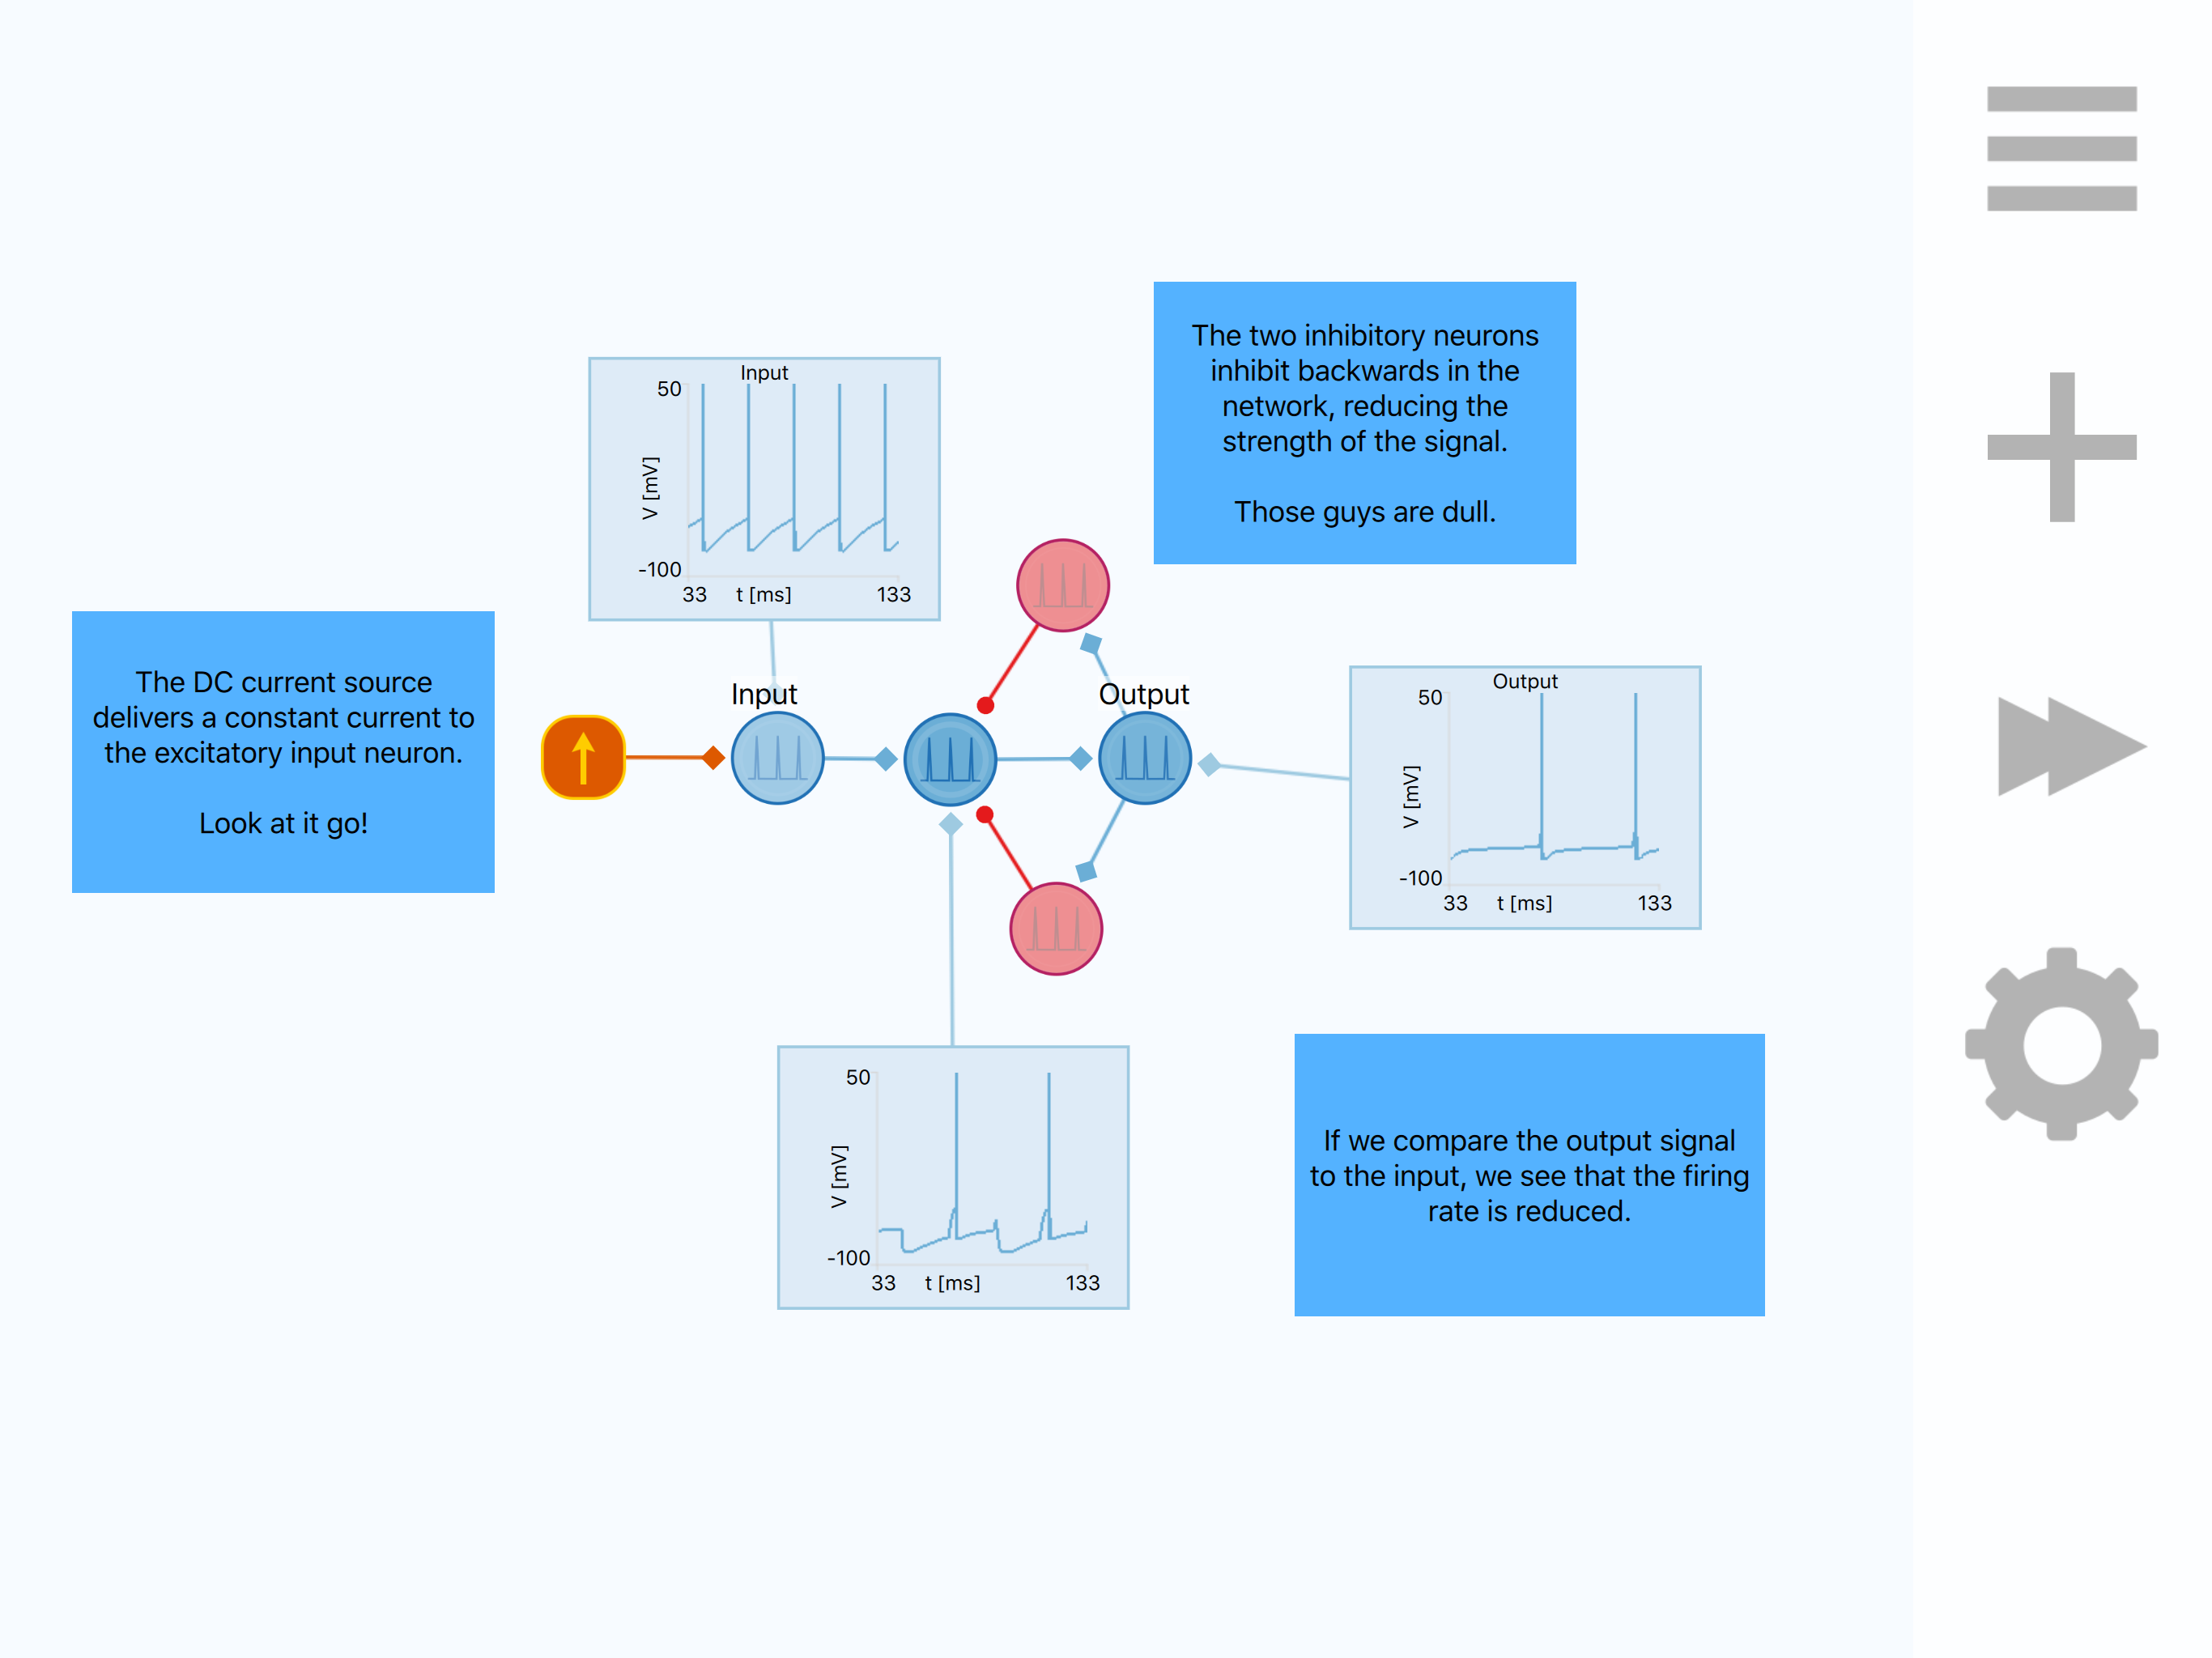 The two inhibitory neurons
inhibit backwards in the
network, reducing the
strength of the signal.
Those guys are dull.
Input
50
V [mV]
-100
33
t [ms]
133
The DC current source
delivers a constant current to
the excitatory input neuron.
Look at it go!
Input
Output
Output
50
V [mV]
-100
33
t [ms]
133
50
V [mV]
-100
33
t [ms]
133
If we compare the output signal
to the input, we see that the firing
rate is reduced.